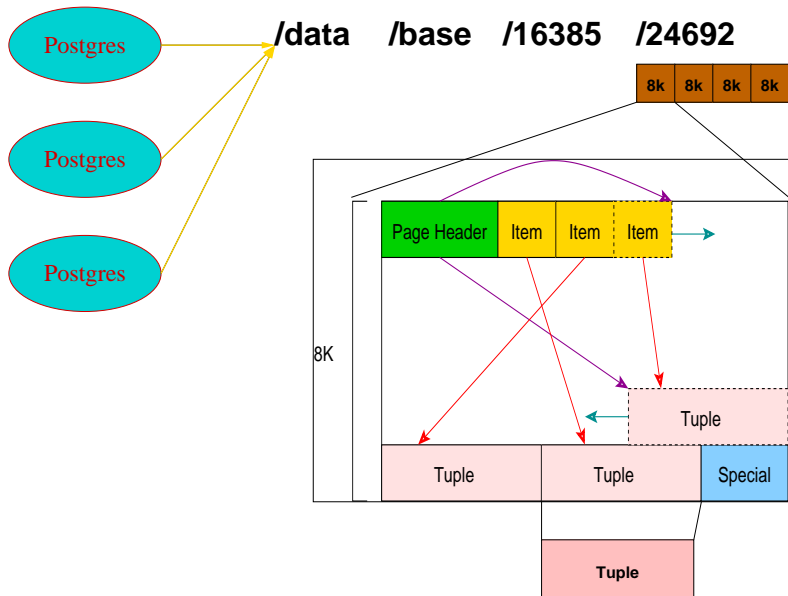 /data /base /16385 /24692
Postgres
8k 8k 8k 8k
Postgres
Page Header Item Item Item
Postgres
8K
Tuple
Tuple Tuple Special
Tuple